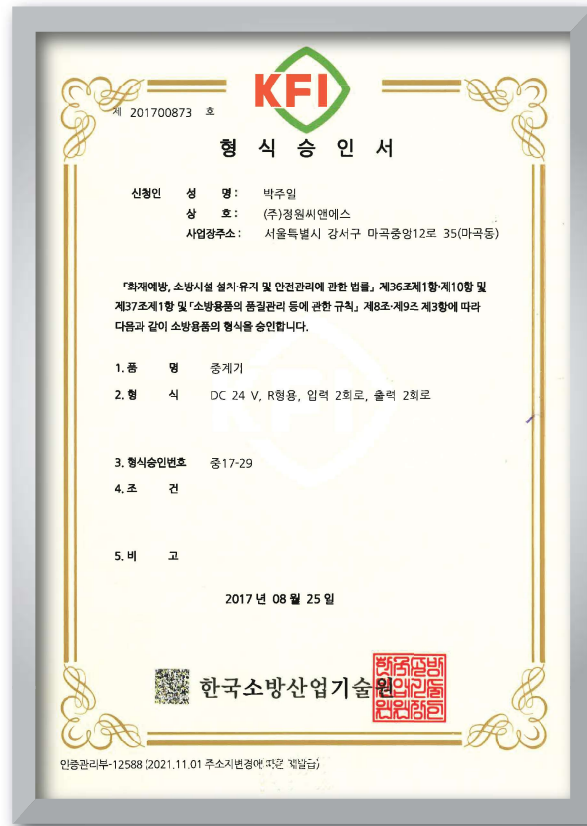 KFI
제 201700873 호
형 식 승 인 서
신청인 성 명 : 박주일
상 호 : (주)정원씨앤에스
사업장주소 : 서울특별시 강서구 마곡중앙12로 35(마곡동)
「화재예방, 소방시설 설치·유지 및 안전관리에 관한 법률」 제36조제1항·제10항 및
제37조제1항 및 「소방용품의 품질관리 등에 관한 규칙」 제8조·제9조 제3항에 따라
다음과 같이 소방용품의 형식을 승인합니다.
1. 품 명 중계기
2. 형 식 DC 24 V, R형용, 입력 2회로, 출력 2회로
3. 형식승인번호 중17-29
4. 조 건
5. 비 고
2017 년 08 월 25 일
한국소방산업기술원
인증관리부-12588 (2021.11.01 주소지변경에 따른 재발급)